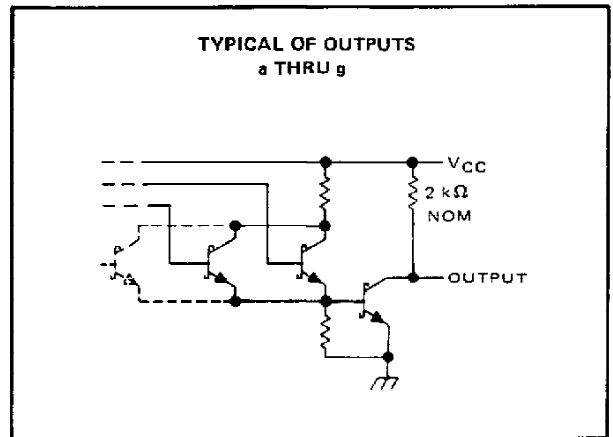 TYPICAL OF OUTPUTS
a THRU g
VCC
2 kΩ
NOM
OUTPUT